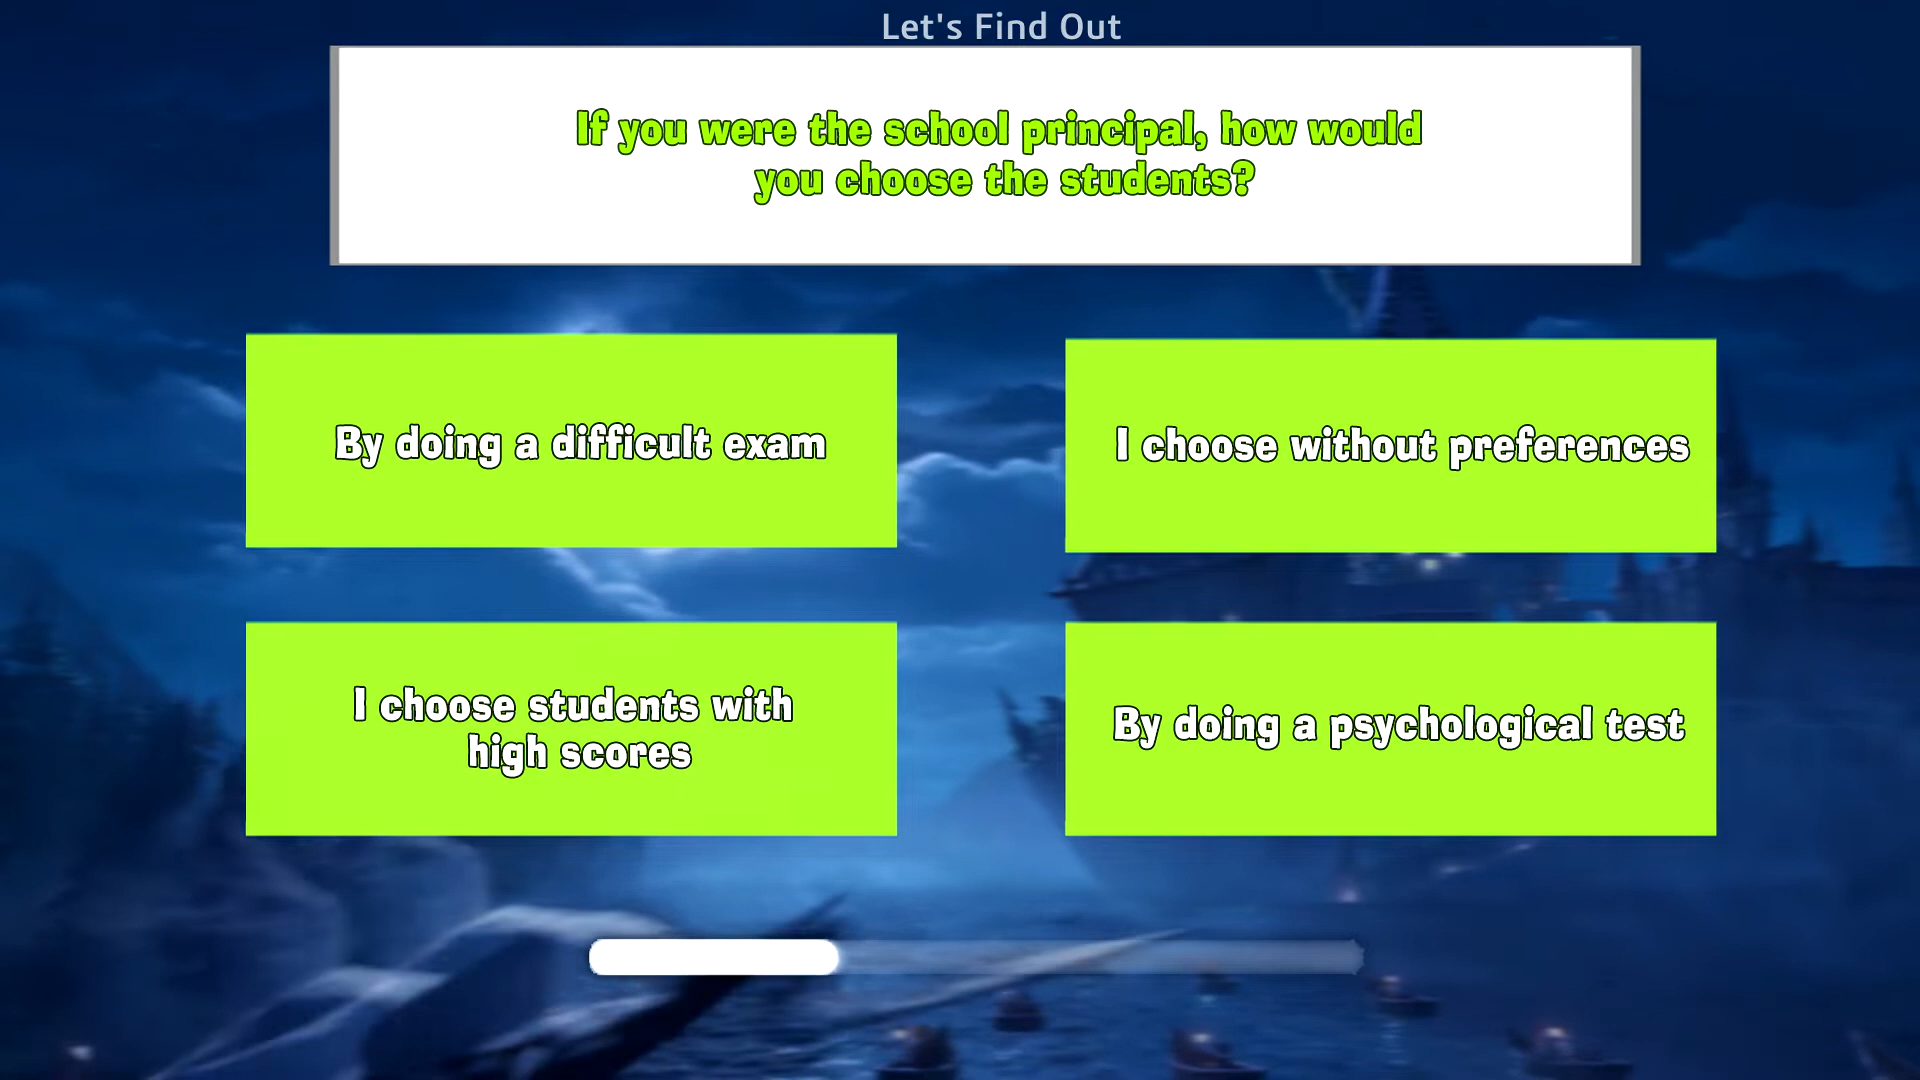 Let's Find Out
If you were the school principal, how would
you choose the students?
By doing a difficult exam
I choose without preferences
I choose students with
high scores
By doing a psychological test